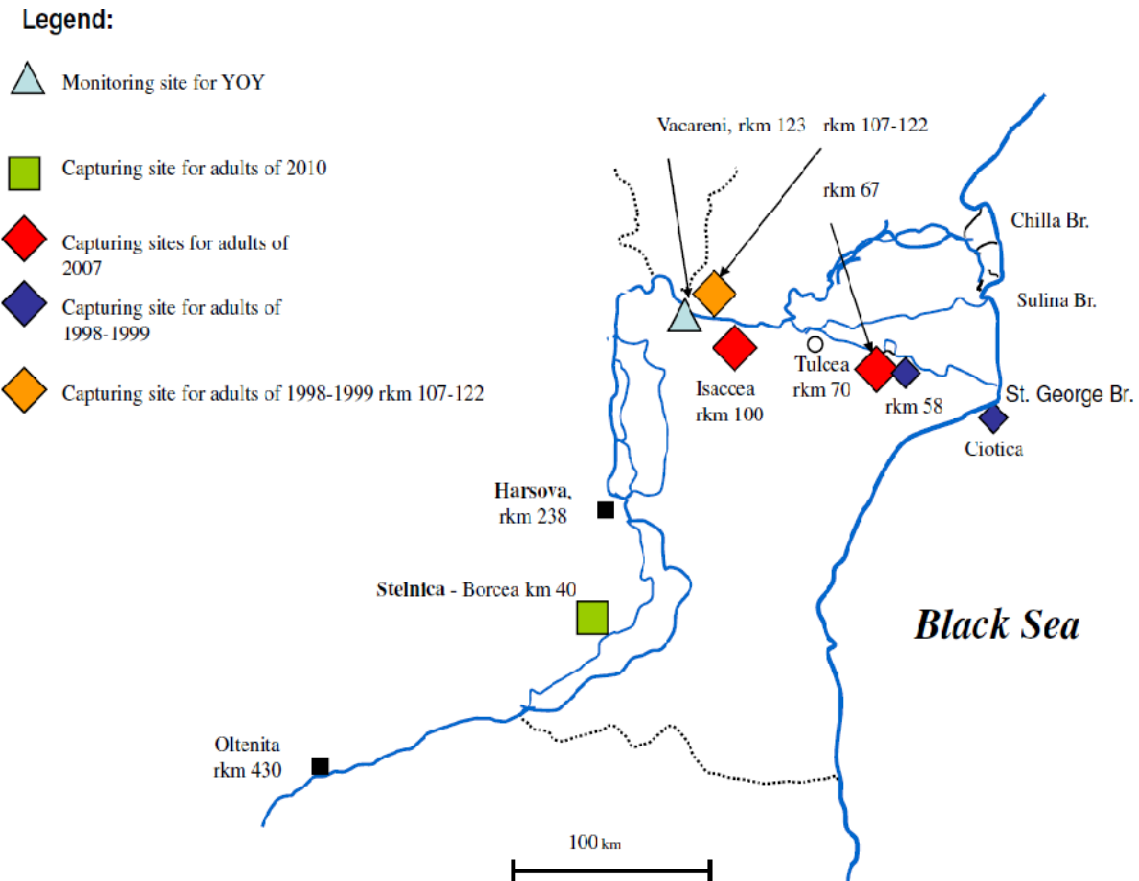 Legend:
Monitoring site for YOY
Capturing site for adults of 2010
Capturing sites for adults of
2007
Capturing site for adults of
1998-1999
Capturing site for adults of 1998-1999 rkm 107-122
Vacareni, rkm 123
rkm 107-122
rkm 67
Chilla Br.
Sulina Br.
Tulcea
rkm 70
Isaccea
rkm 100
rkm 58
St. George Br.
Ciotica
Harsova,
rkm 238
Stelnica - Borcea km 40
Black Sea
Oltenita
rkm 430
100 km